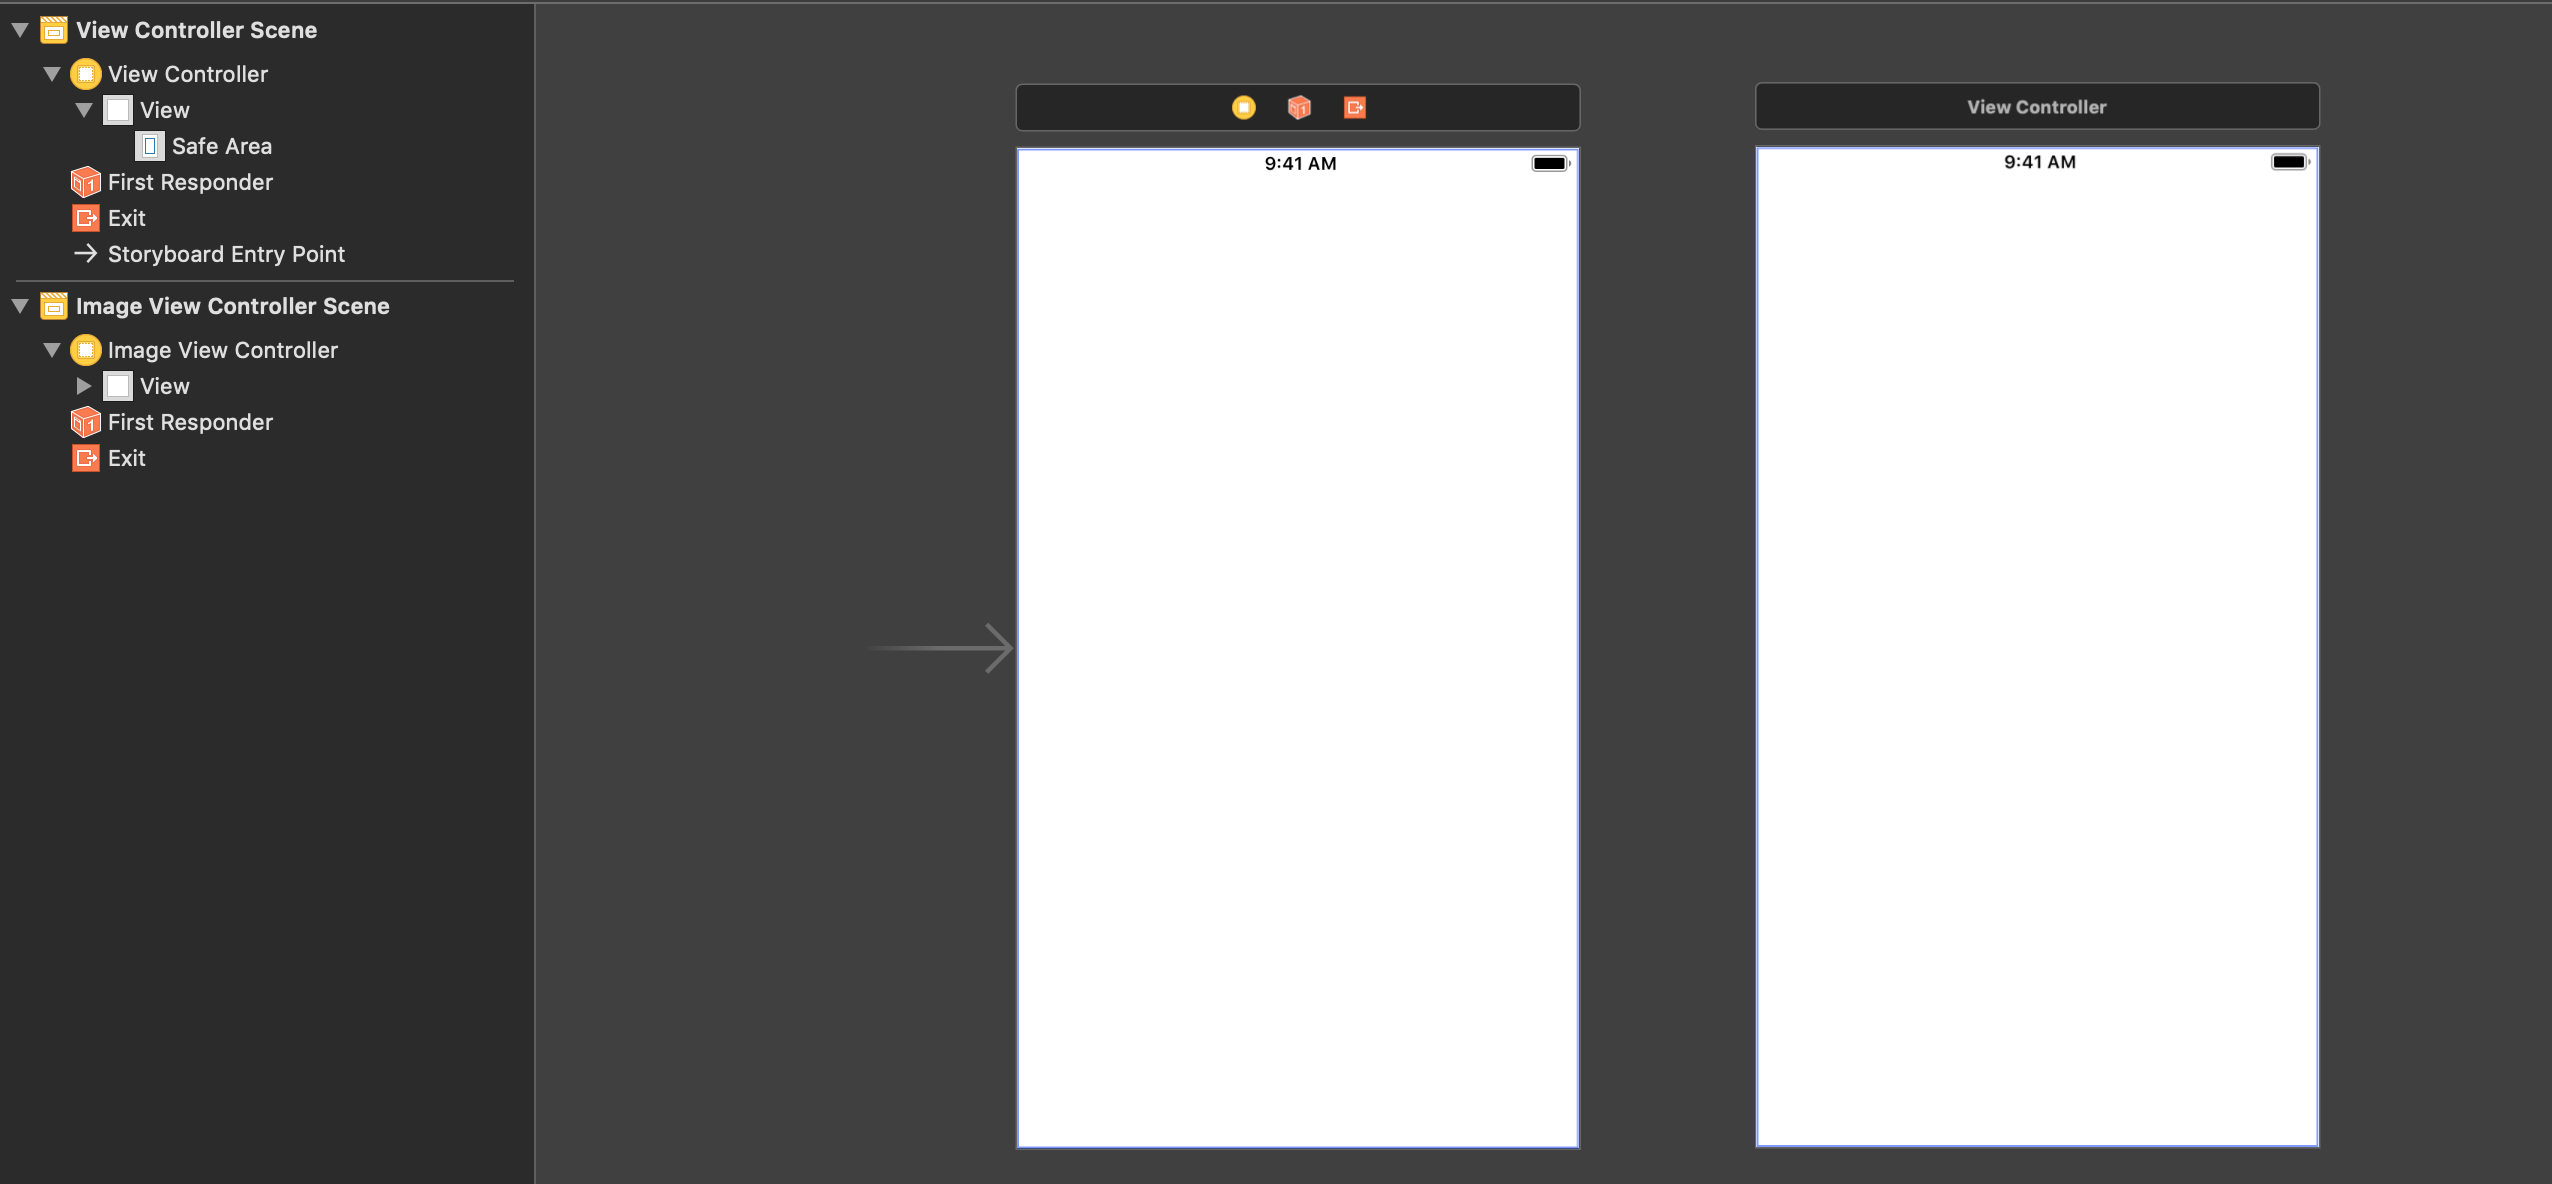 View Controller Scene
View Controller
View
Safe Area
First Responder
Exit
Storyboard Entry Point
Image View Controller Scene
Image View Controller
View
First Responder
Exit
9:41 AM
View Controller
9:41 AM